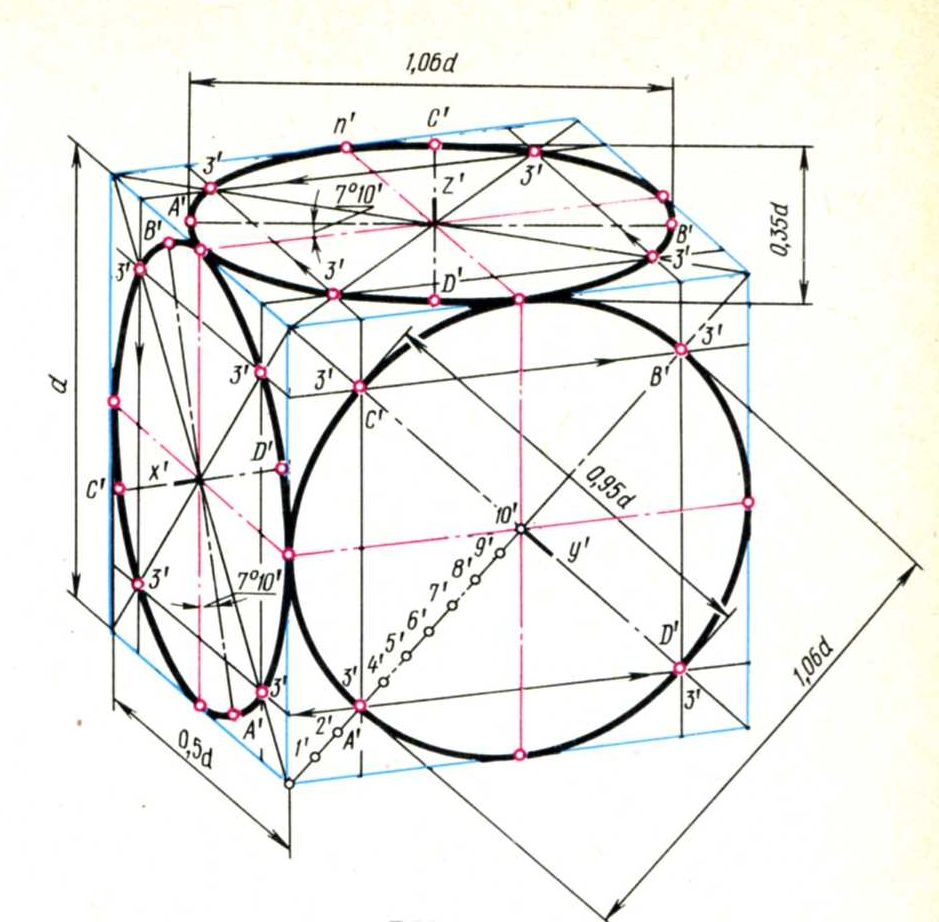 1,06d
n'
C'
3'
3'
Z'
7°10'
A'
B'
0,35d
B'
3'
3'
D'
3'
3'
3'
B'
C'
d
3'
D'
x'
C'
0,95d
10'
y'
9'
8'
7'
6'
5'
4'
3'
7°10'
3'
D'
3'
3'
A'
2'
1'
A'
0,5d
1,06d